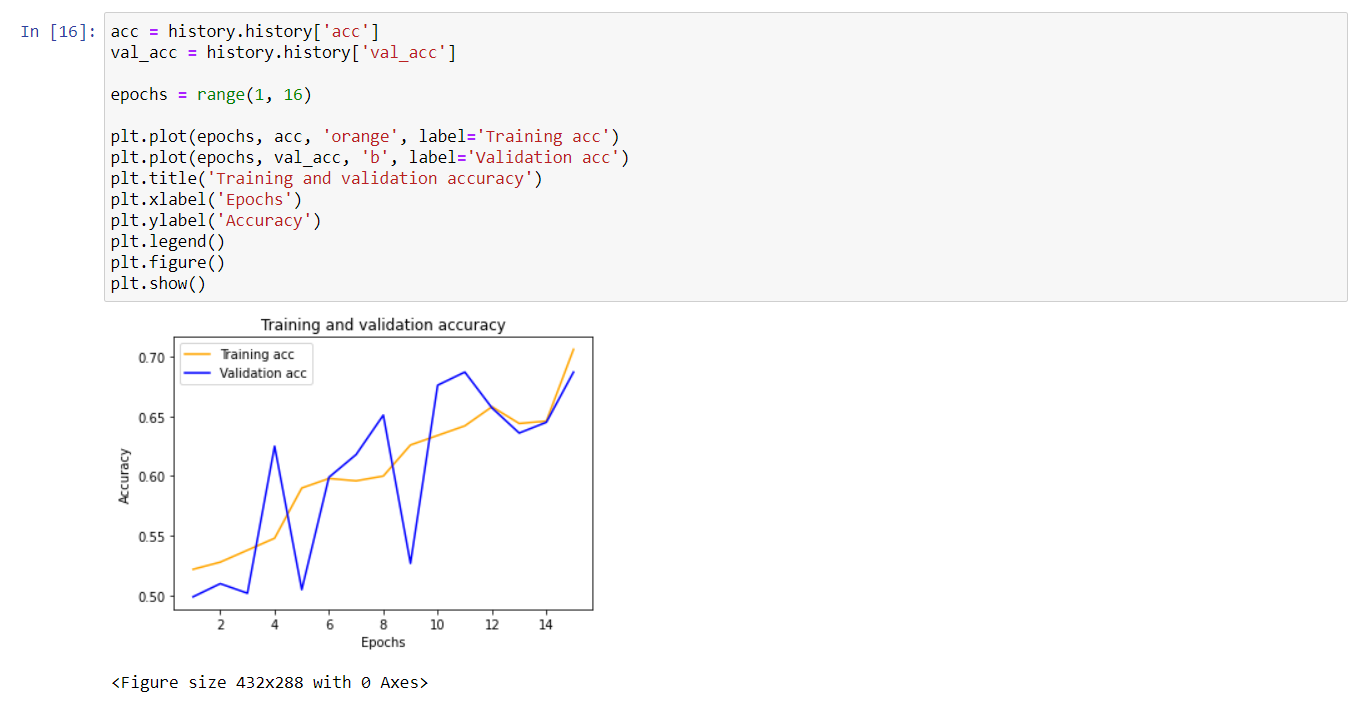 In [16]: acc = history.history['acc']
val_acc = history.history['val_acc']
epochs = range(1, 16)
plt.plot(epochs, acc, 'orange', label='Training acc')
plt.plot(epochs, val_acc, 'b', label='Validation acc')
plt.title('Training and validation accuracy')
plt.xlabel('Epochs')
plt.ylabel('Accuracy')
plt.legend()
plt.figure()
plt.show()
Training and validation accuracy
Training acc
Validation acc
0.70
0.65
0.60
0.55
0.50
Accuracy
2 4 6 8 10 12 14
Epochs
<Figure size 432x288 with 0 Axes>